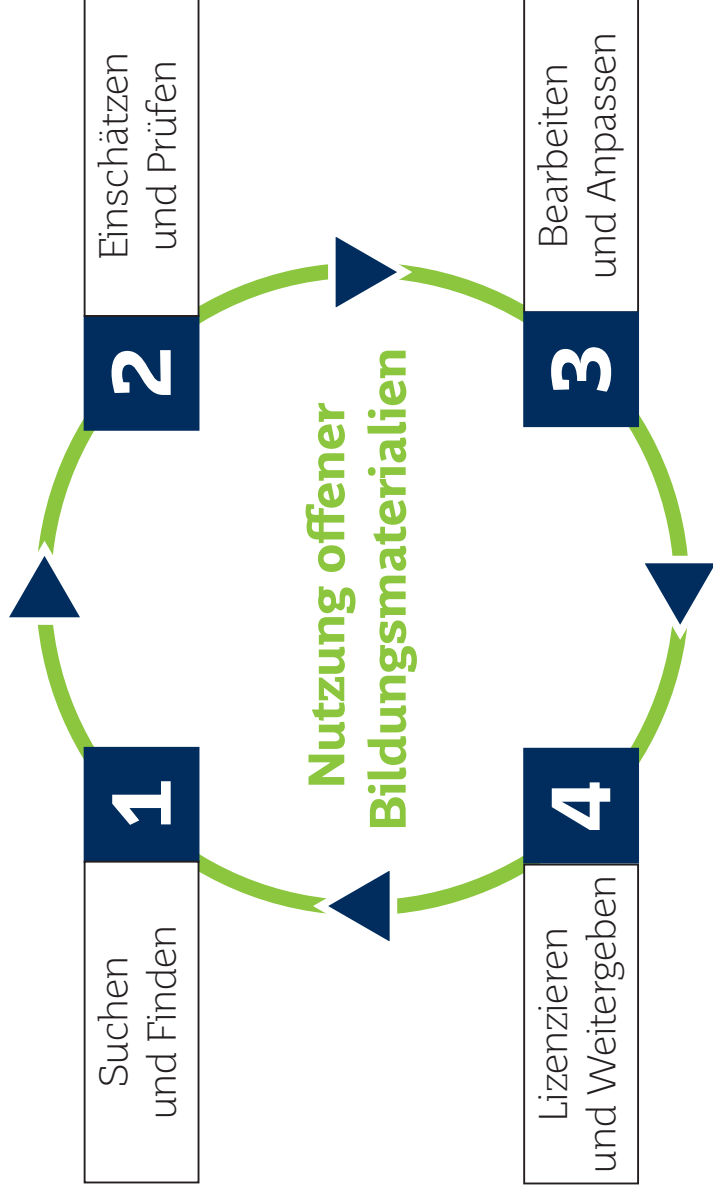 Suchen
und Finden
1
2
Einschätzen
und Prüfen
Nutzung offener
Bildungsmaterialien
Lizenzieren
und Weitergeben
4
3
Bearbeiten
und Anpassen